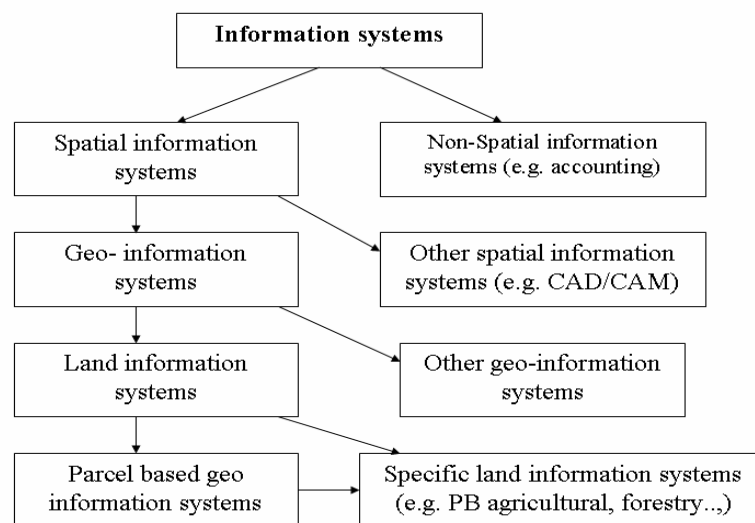 Information systems
Spatial information
systems
Non-Spatial information
systems (e.g. accounting)
Geo- information
systems
Other spatial information
systems (e.g. CAD/CAM)
Land information
systems
Other geo-information
systems
Parcel based geo
information systems
Specific land information systems
(e.g. PB agricultural, forestry..,)